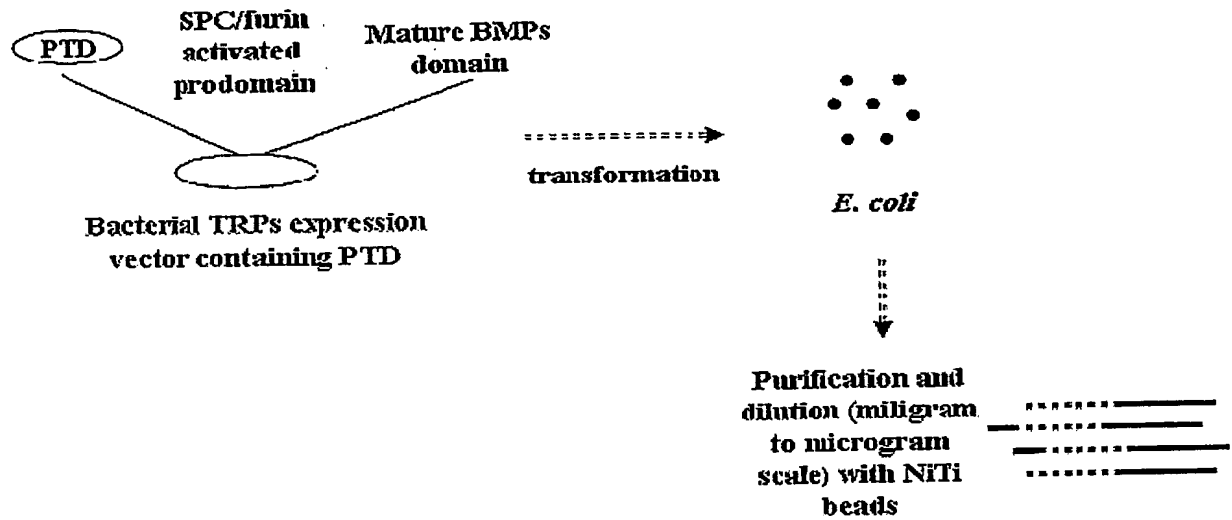 PTD
SPC/furin
activated
prodomain
Mature BMPs
domain
Bacterial TRPs expression
vector containing PTD
transformation
E. coli
Purification and
dilution (miligram
to microgram
scale) with NiTi
beads